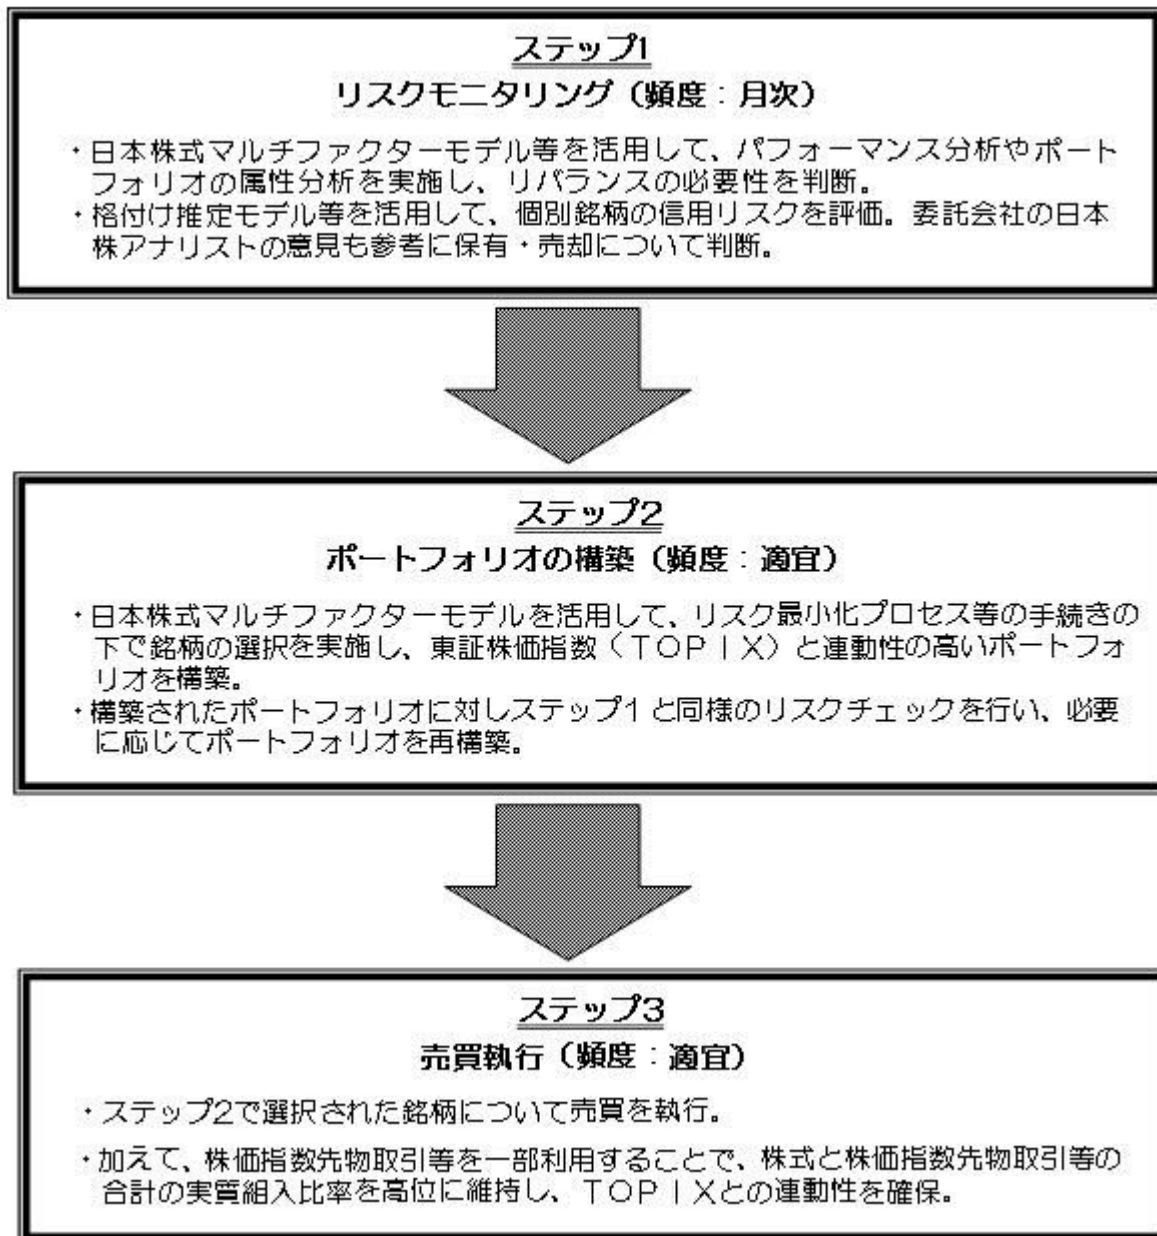 ステップ1
リスクモニタリング（頻度：月次）
・日本株式マルチファクターモデル等を活用して、パフォーマンス分析やポート
フォリオの属性分析を実施し、リバランスの必要性を判断。
・格付け推定モデル等を活用して、個別銘柄の信用リスクを評価。委託会社の日本
株アナリストの意見も参考に保有・売却について判断。
ステップ2
ポートフォリオの構築（頻度：適宜）
・日本株式マルチファクターモデルを活用して、リスク最小化プロセス等の手続きの
下で銘柄の選択を実施し、東証株価指数（ＴＯＰＩＸ）と連動性の高いポートフォ
リオを構築。
・構築されたポートフォリオに対しステップ1と同様のリスクチェックを行い、必要
に応じてポートフォリオを再構築。
ステップ3
売買執行（頻度：適宜）
・ステップ2で選択された銘柄について売買を執行。
・加えて、株価指数先物取引等を一部利用することで、株式と株価指数先物取引等の
合計の実質組入比率を高位に維持し、ＴＯＰＩＸとの連動性を確保。